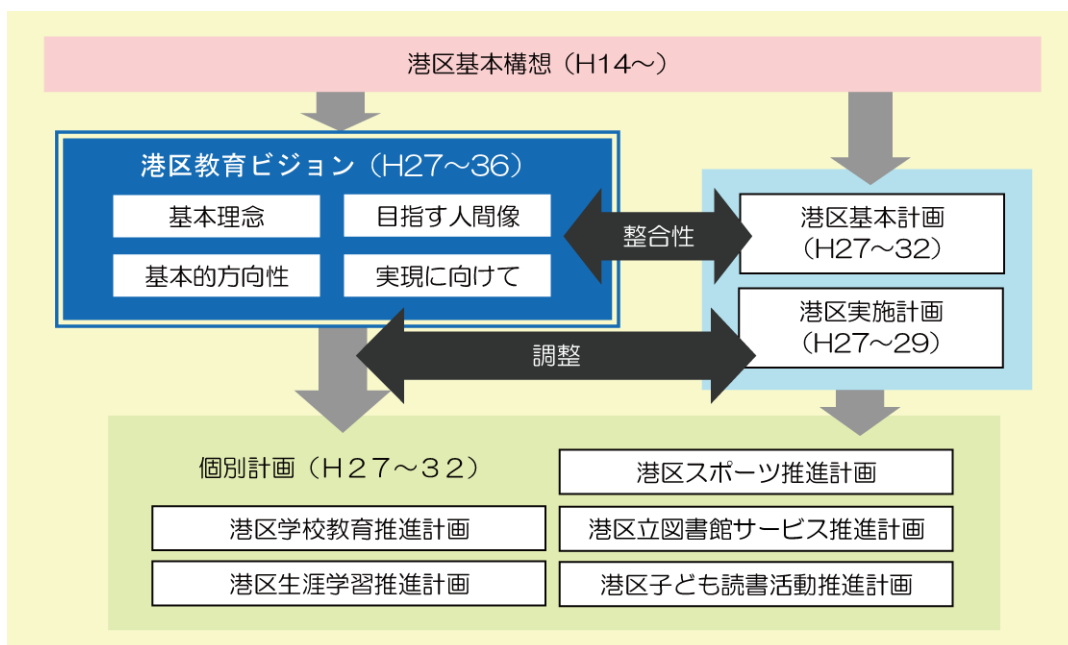 港区基本構想（H14～）
港区教育ビジョン（H27～36）
基本理念
目指す人間像
基本的方向性
実現に向けて
整合性
港区基本計画
（H27～32）
港区実施計画
（H27～29）
調整
個別計画（Ｈ２７～３２）
港区スポーツ推進計画
港区学校教育推進計画
港区立図書館サービス推進計画
港区生涯学習推進計画
港区子ども読書活動推進計画